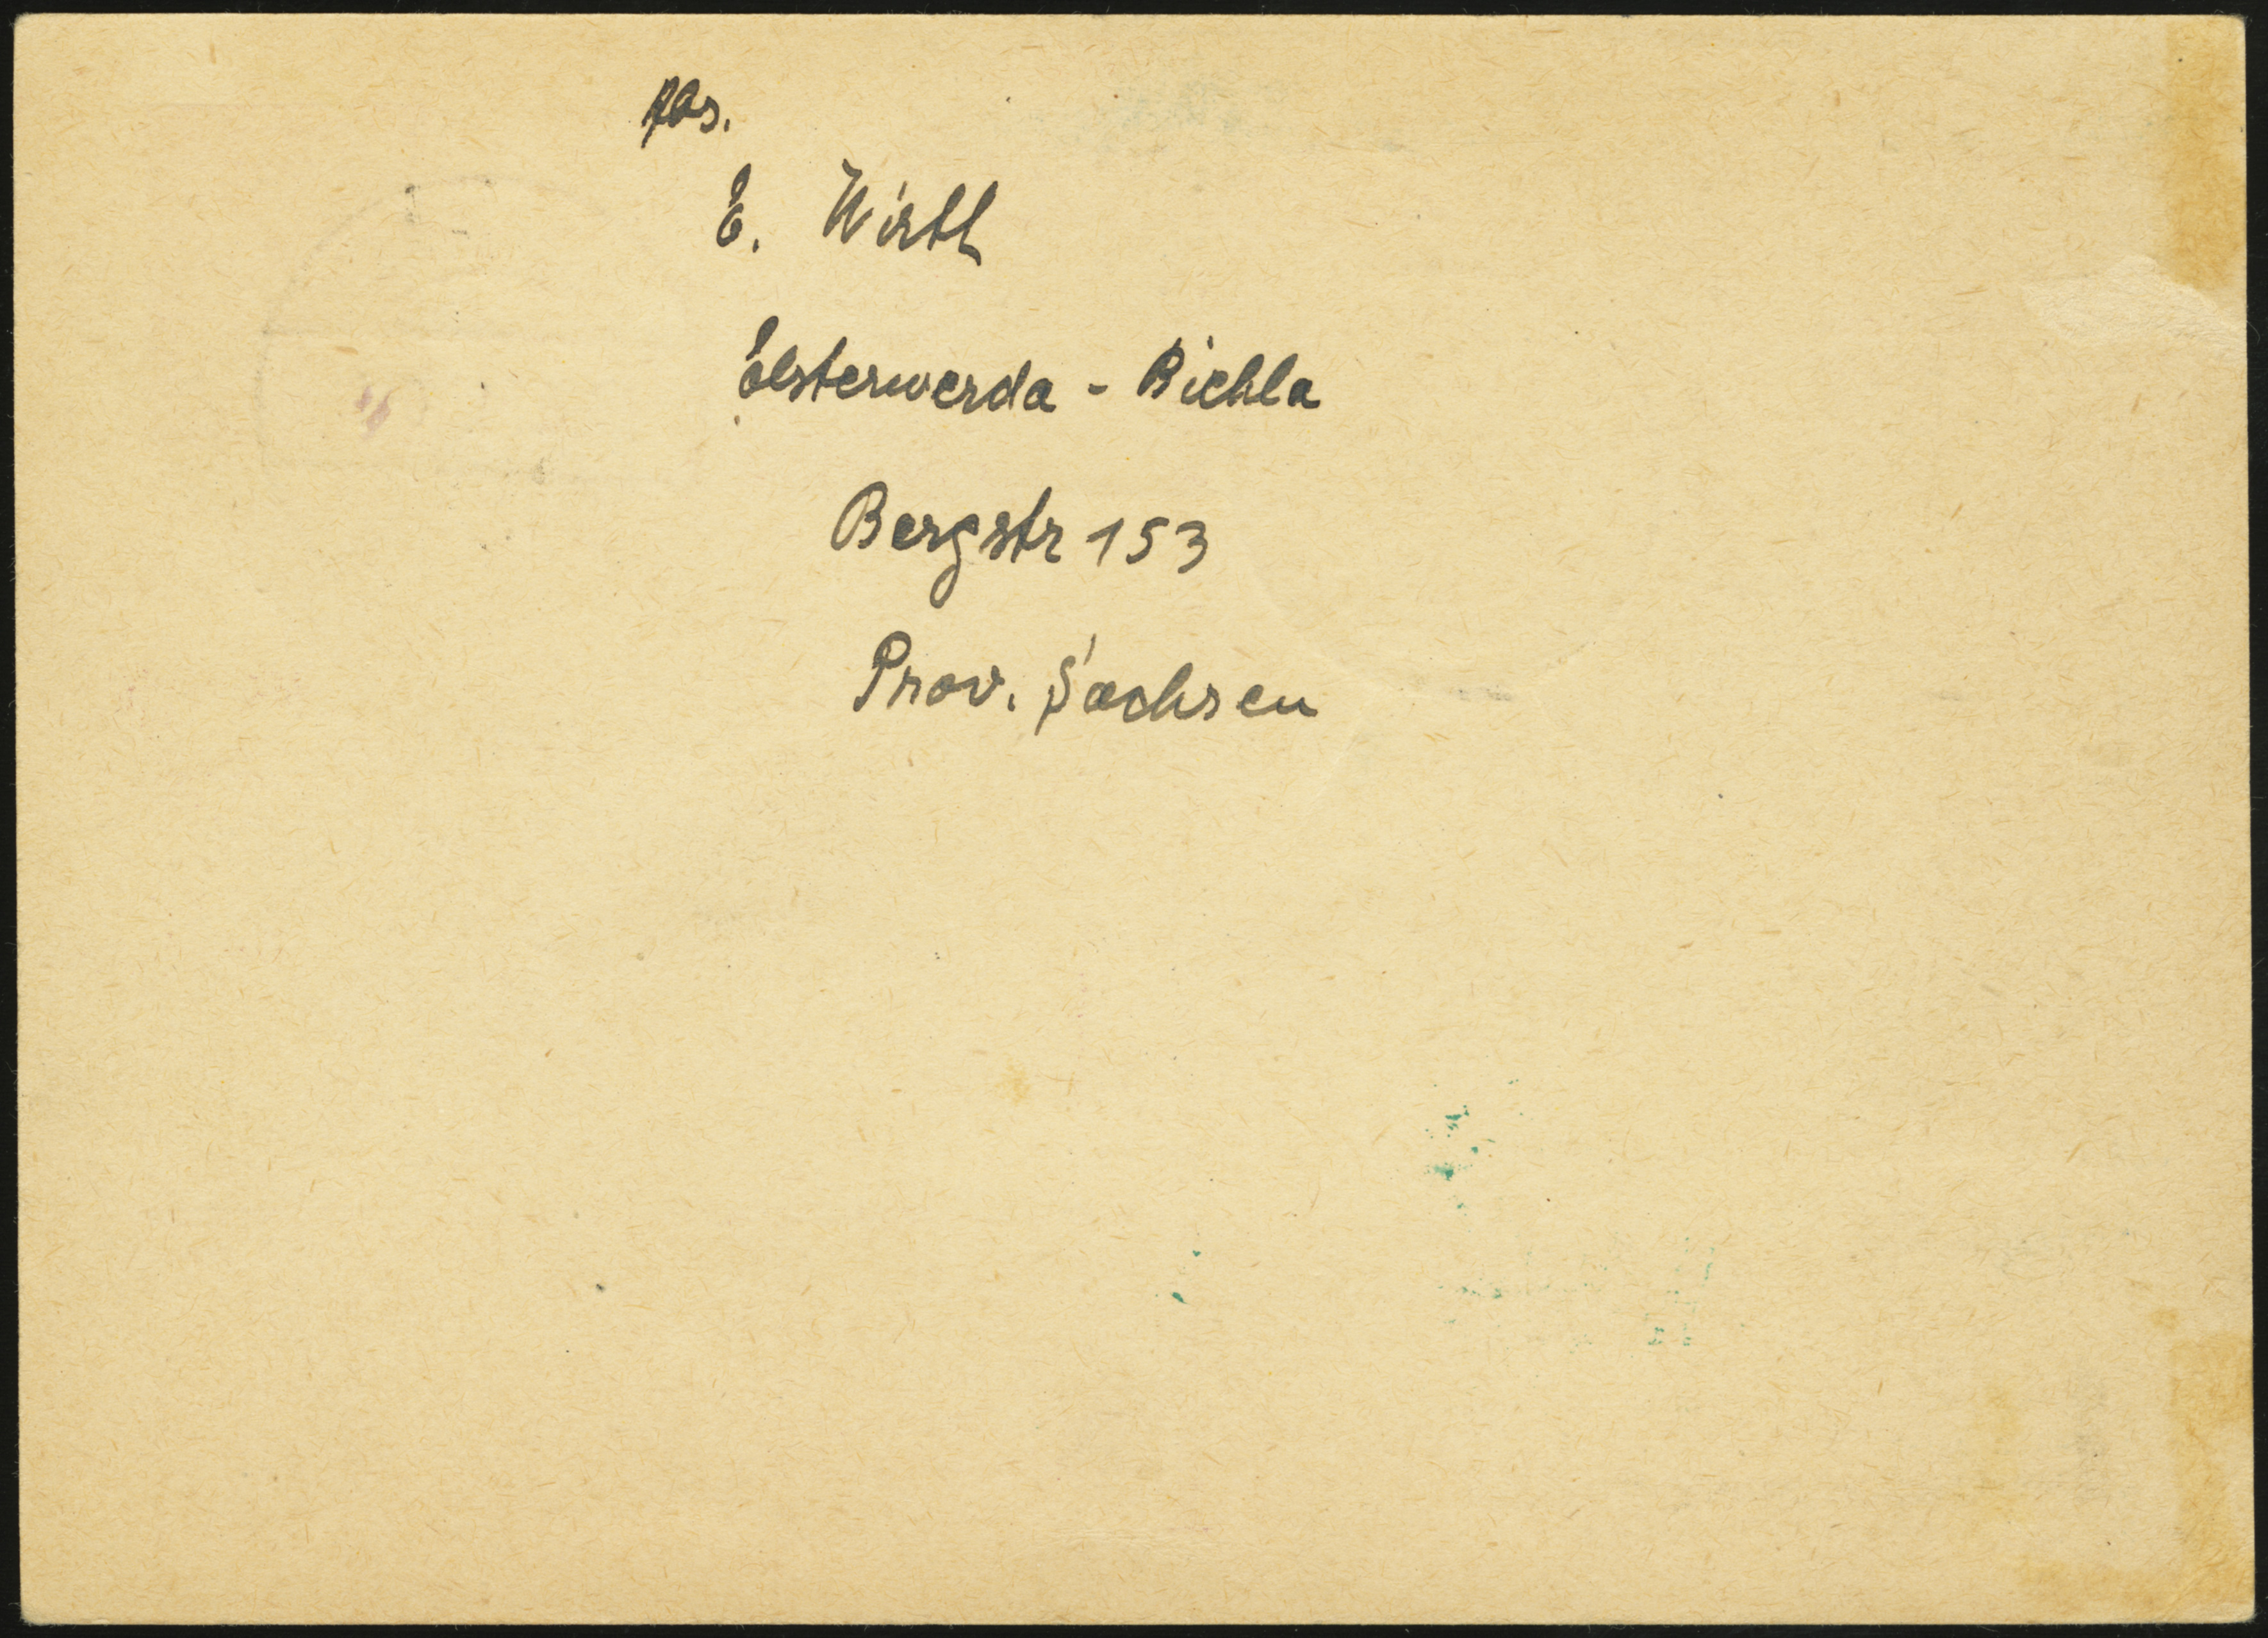 Abs.
E. Wirth
Elsterwerda - Biehla
Bergstr 153
Prov. Sachsen